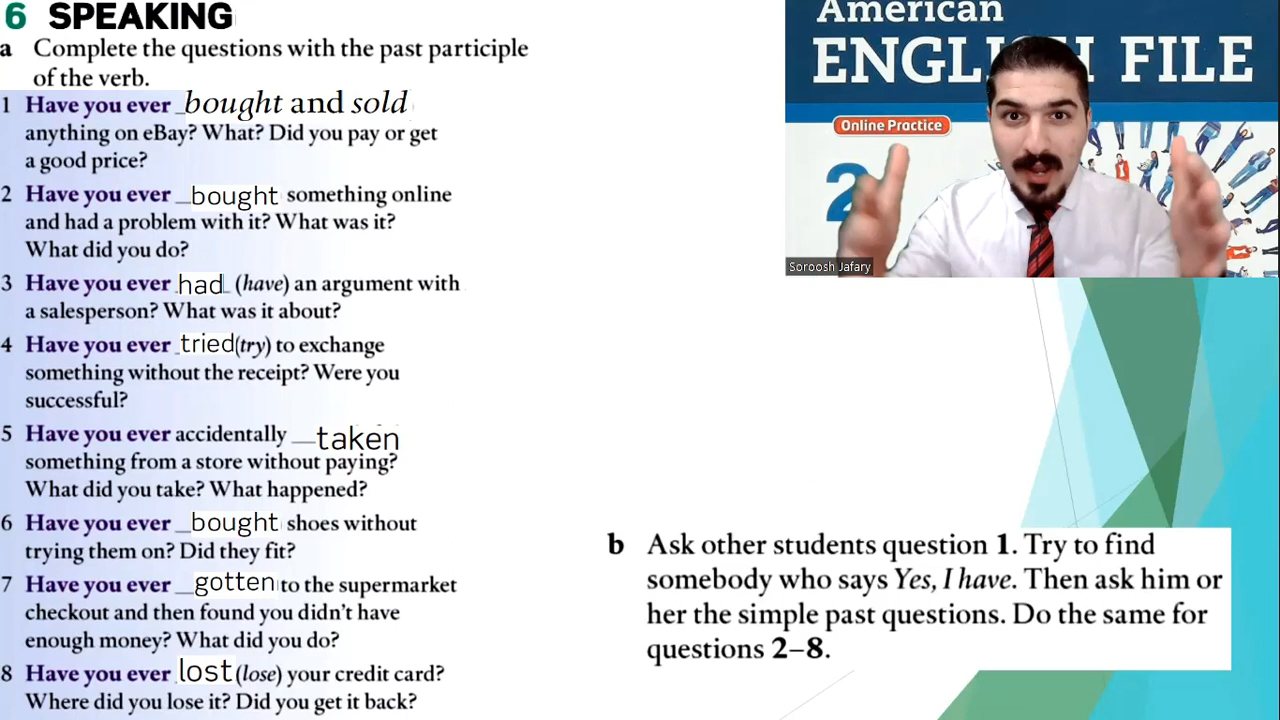 6 SPEAKING
a Complete the questions with the past participle
of the verb.
1 Have you ever _bought and sold
anything on eBay? What? Did you pay or get
a good price?
2 Have you ever _bought something online
and had a problem with it? What was it?
What did you do?
3 Have you ever had_ (have) an argument with
a salesperson? What was it about?
4 Have you ever _tried(try) to exchange
something without the receipt? Were you
successful?
5 Have you ever accidentally __taken
something from a store without paying?
What did you take? What happened?
6 Have you ever _bought shoes without
trying them on? Did they fit?
7 Have you ever __gotten to the supermarket
checkout and then found you didn't have
enough money? What did you do?
8 Have you ever lost (lose) your credit card?
Where did you lose it? Did you get it back?
American
ENGLISH FILE
Online Practice
2
Soroosh Jafary
b Ask other students question 1. Try to find
somebody who says Yes, I have. Then ask him or
her the simple past questions. Do the same for
questions 2–8.